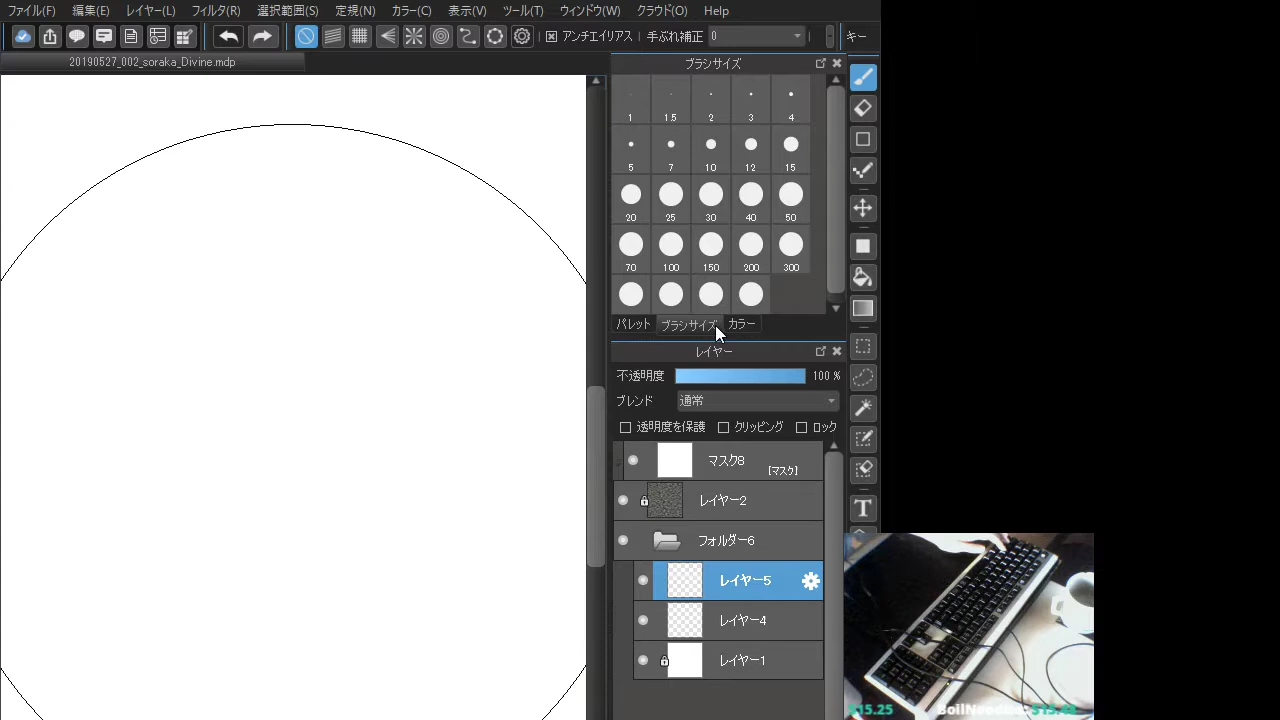 ファイル(F) 編集(E) レイヤー(L) フィルタ(R) 選択範囲(S) 定規(N) カラー(C) 表示(V) ツール(T) ウィンドウ(W) クラウド(O) Help
アンチエイリアス 手ぶれ補正 0 キー
20190527_002_soraka_Divine.mdp
ブラシサイズ
1 1.5 2 3 4
5 7 10 12 15
20 25 30 40 50
70 100 150 200 300
パレット ブラシサイズ カラー
レイヤー
不透明度 100 %
ブレンド 通常
透明度を保護 クリッピング ロック
マスク8
[マスク]
レイヤー2
フォルダー6
レイヤー5
レイヤー4
レイヤー1
T
$15.25